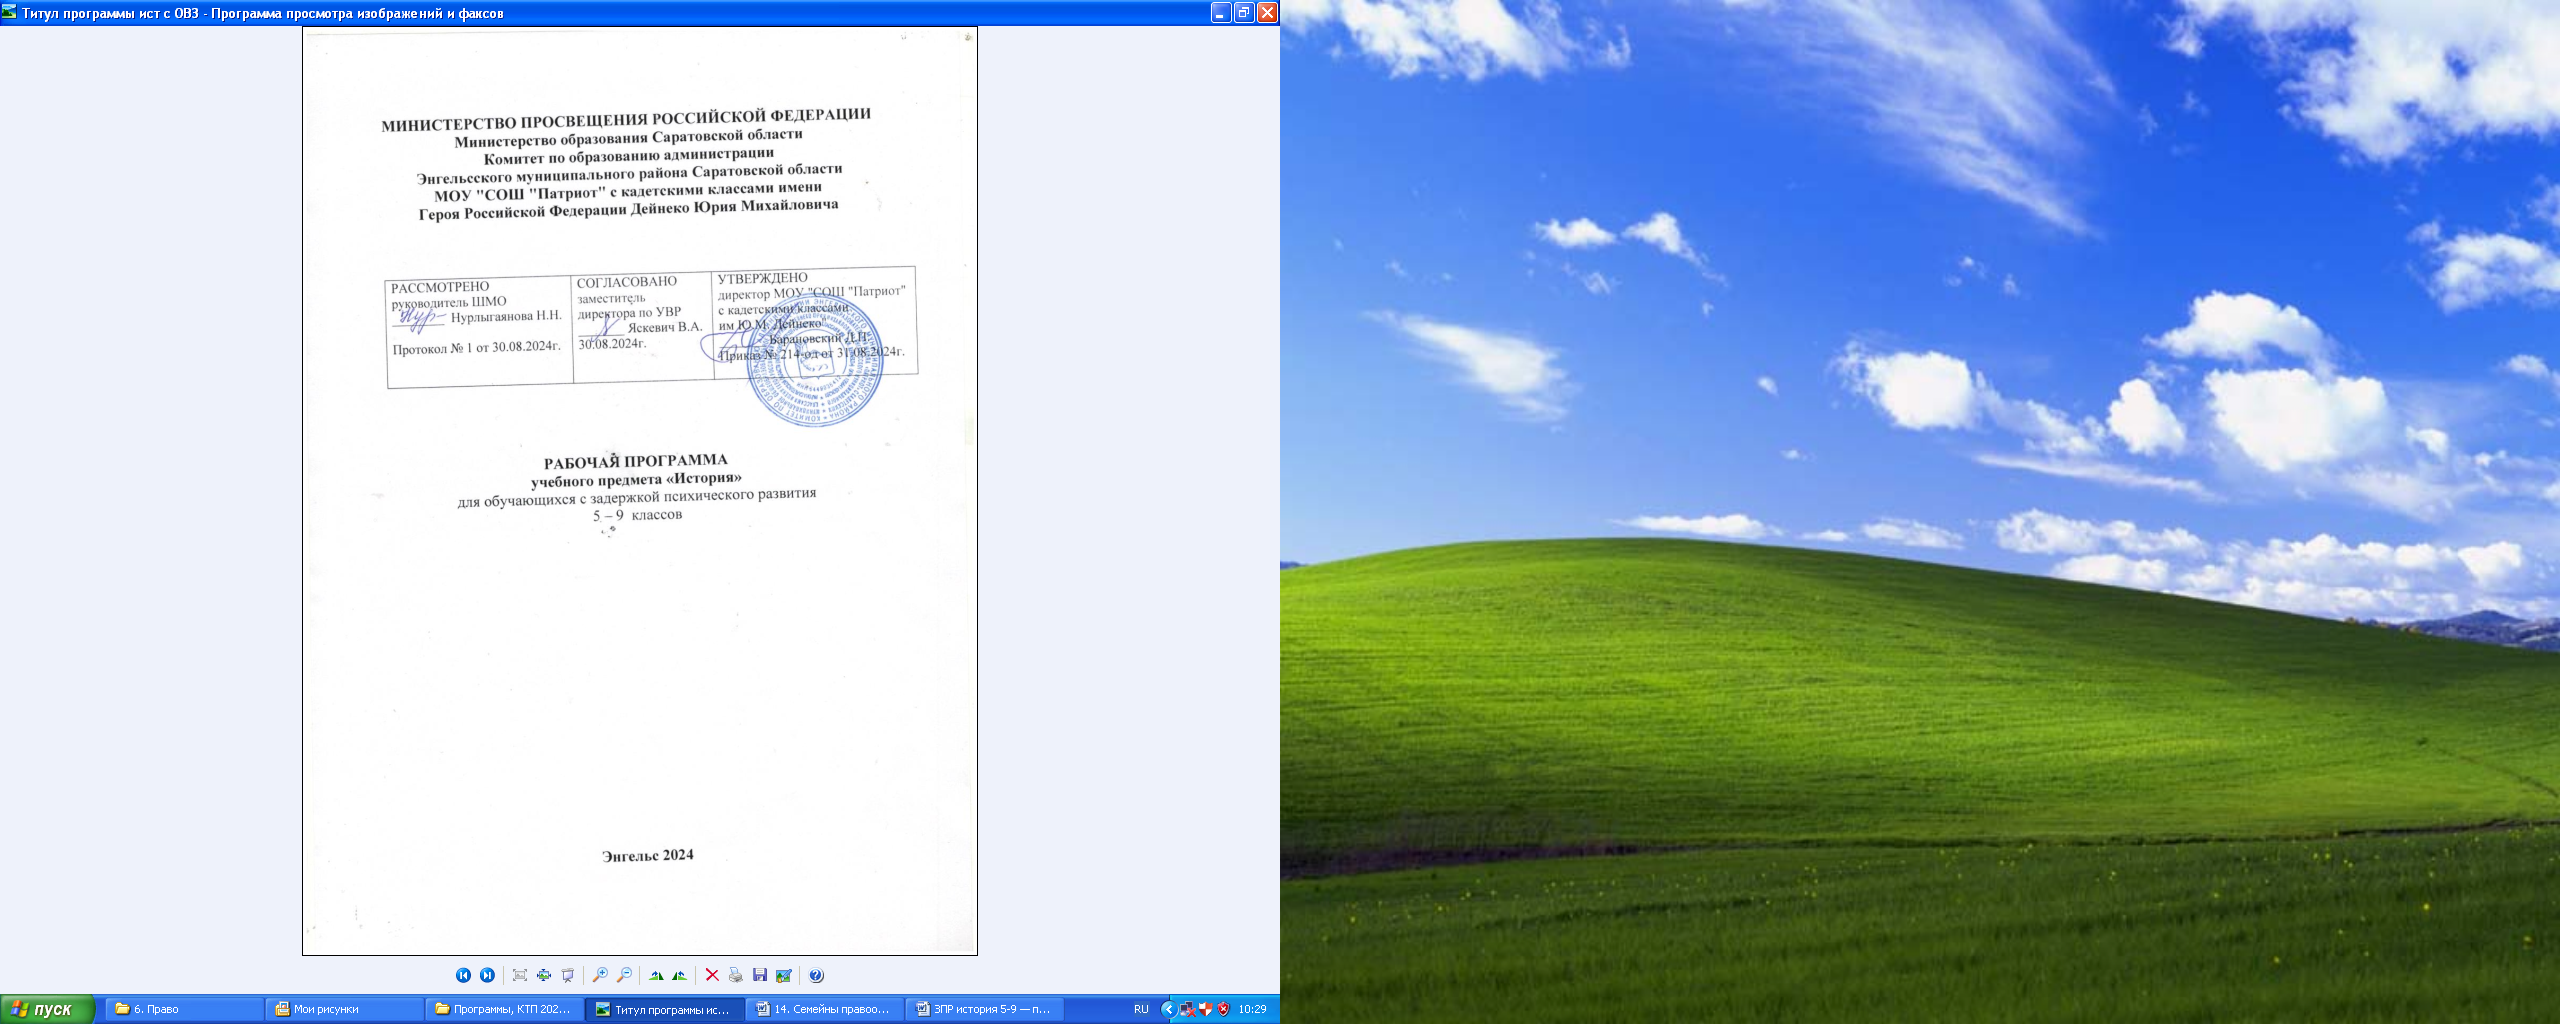 Титул программы ист с ОВЗ - Программа просмотра изображений и факсов
МИНИСТЕРСТВО ПРОСВЕЩЕНИЯ РОССИЙСКОЙ ФЕДЕРАЦИИ
Министерство образования Саратовской области
Комитет по образованию администрации
Энгельсского муниципального района Саратовской области
МОУ "СОШ "Патриот" с кадетскими классами имени
Героя Российской Федерации Дейнеко Юрия Михайловича
РАССМОТРЕНО
руководитель ШМО
Нурлыгаянова Н.Н.
Протокол № 1 от 30.08.2024г.
СОГЛАСОВАНО
заместитель
директора по УВР
Яскевич В.А.
30.08.2024г.
УТВЕРЖДЕНО
директор МОУ "СОШ "Патриот"
с кадетскими классами
им Ю.М. Дейнеко"
Барановский Д.П.
Приказ № 214-од от 31.08.2024г.
РАБОЧАЯ ПРОГРАММА
учебного предмета «История»
для обучающихся с задержкой психического развития
5 – 9 классов
Энгельс 2024
пуск
6. Право
Мои рисунки
Программы, КТП 202...
Титул программы ис...
14. Семейны правоо...
ЗПР история 5-9 — п...
RU
10:29